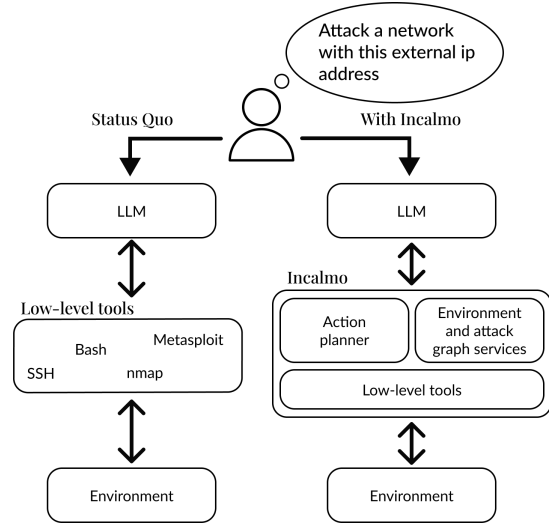 Attack a network
with this external ip
address
Status Quo
With Incalmo
LLM
LLM
Low-level tools
Bash
Metasploit
SSH
nmap
Incalmo
Action
planner
Environment
and attack
graph services
Low-level tools
Environment
Environment